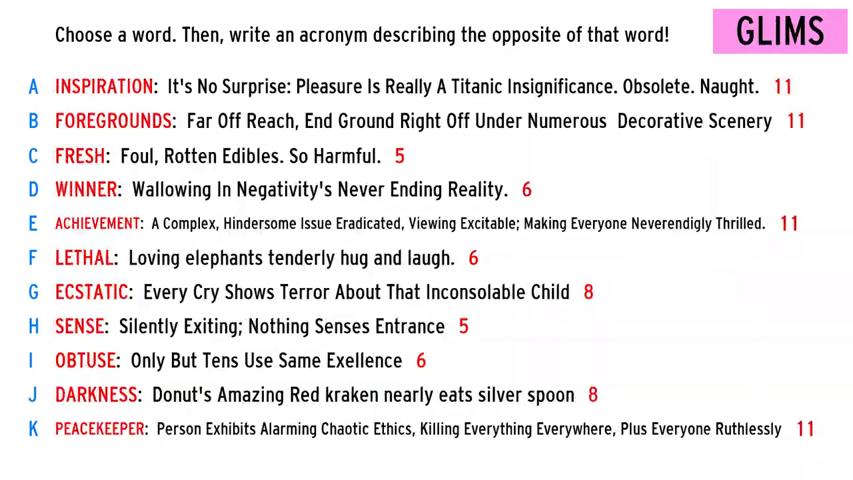 Choose a word. Then, write an acronym describing the opposite of that word!
GLIMS
A INSPIRATION: It's No Surprise: Pleasure Is Really A Titanic Insignificance. Obsolete. Naught. 11
B FOREGROUNDS: Far Off Reach, End Ground Right Off Under Numerous Decorative Scenery 11
C FRESH: Foul, Rotten Edibles. So Harmful. 5
D WINNER: Wallowing In Negativity's Never Ending Reality. 6
E ACHIEVEMENT: A Complex, Hindersome Issue Eradicated, Viewing Excitable; Making Everyone Neverendigly Thrilled. 11
F LETHAL: Loving elephants tenderly hug and laugh. 6
G ECSTATIC: Every Cry Shows Terror About That Inconsolable Child 8
H SENSE: Silently Exiting; Nothing Senses Entrance 5
I OBTUSE: Only But Tens Use Same Exellence 6
J DARKNESS: Donut's Amazing Red kraken nearly eats silver spoon 8
K PEACEKEEPER: Person Exhibits Alarming Chaotic Ethics, Killing Everything Everywhere, Plus Everyone Ruthlessly 11